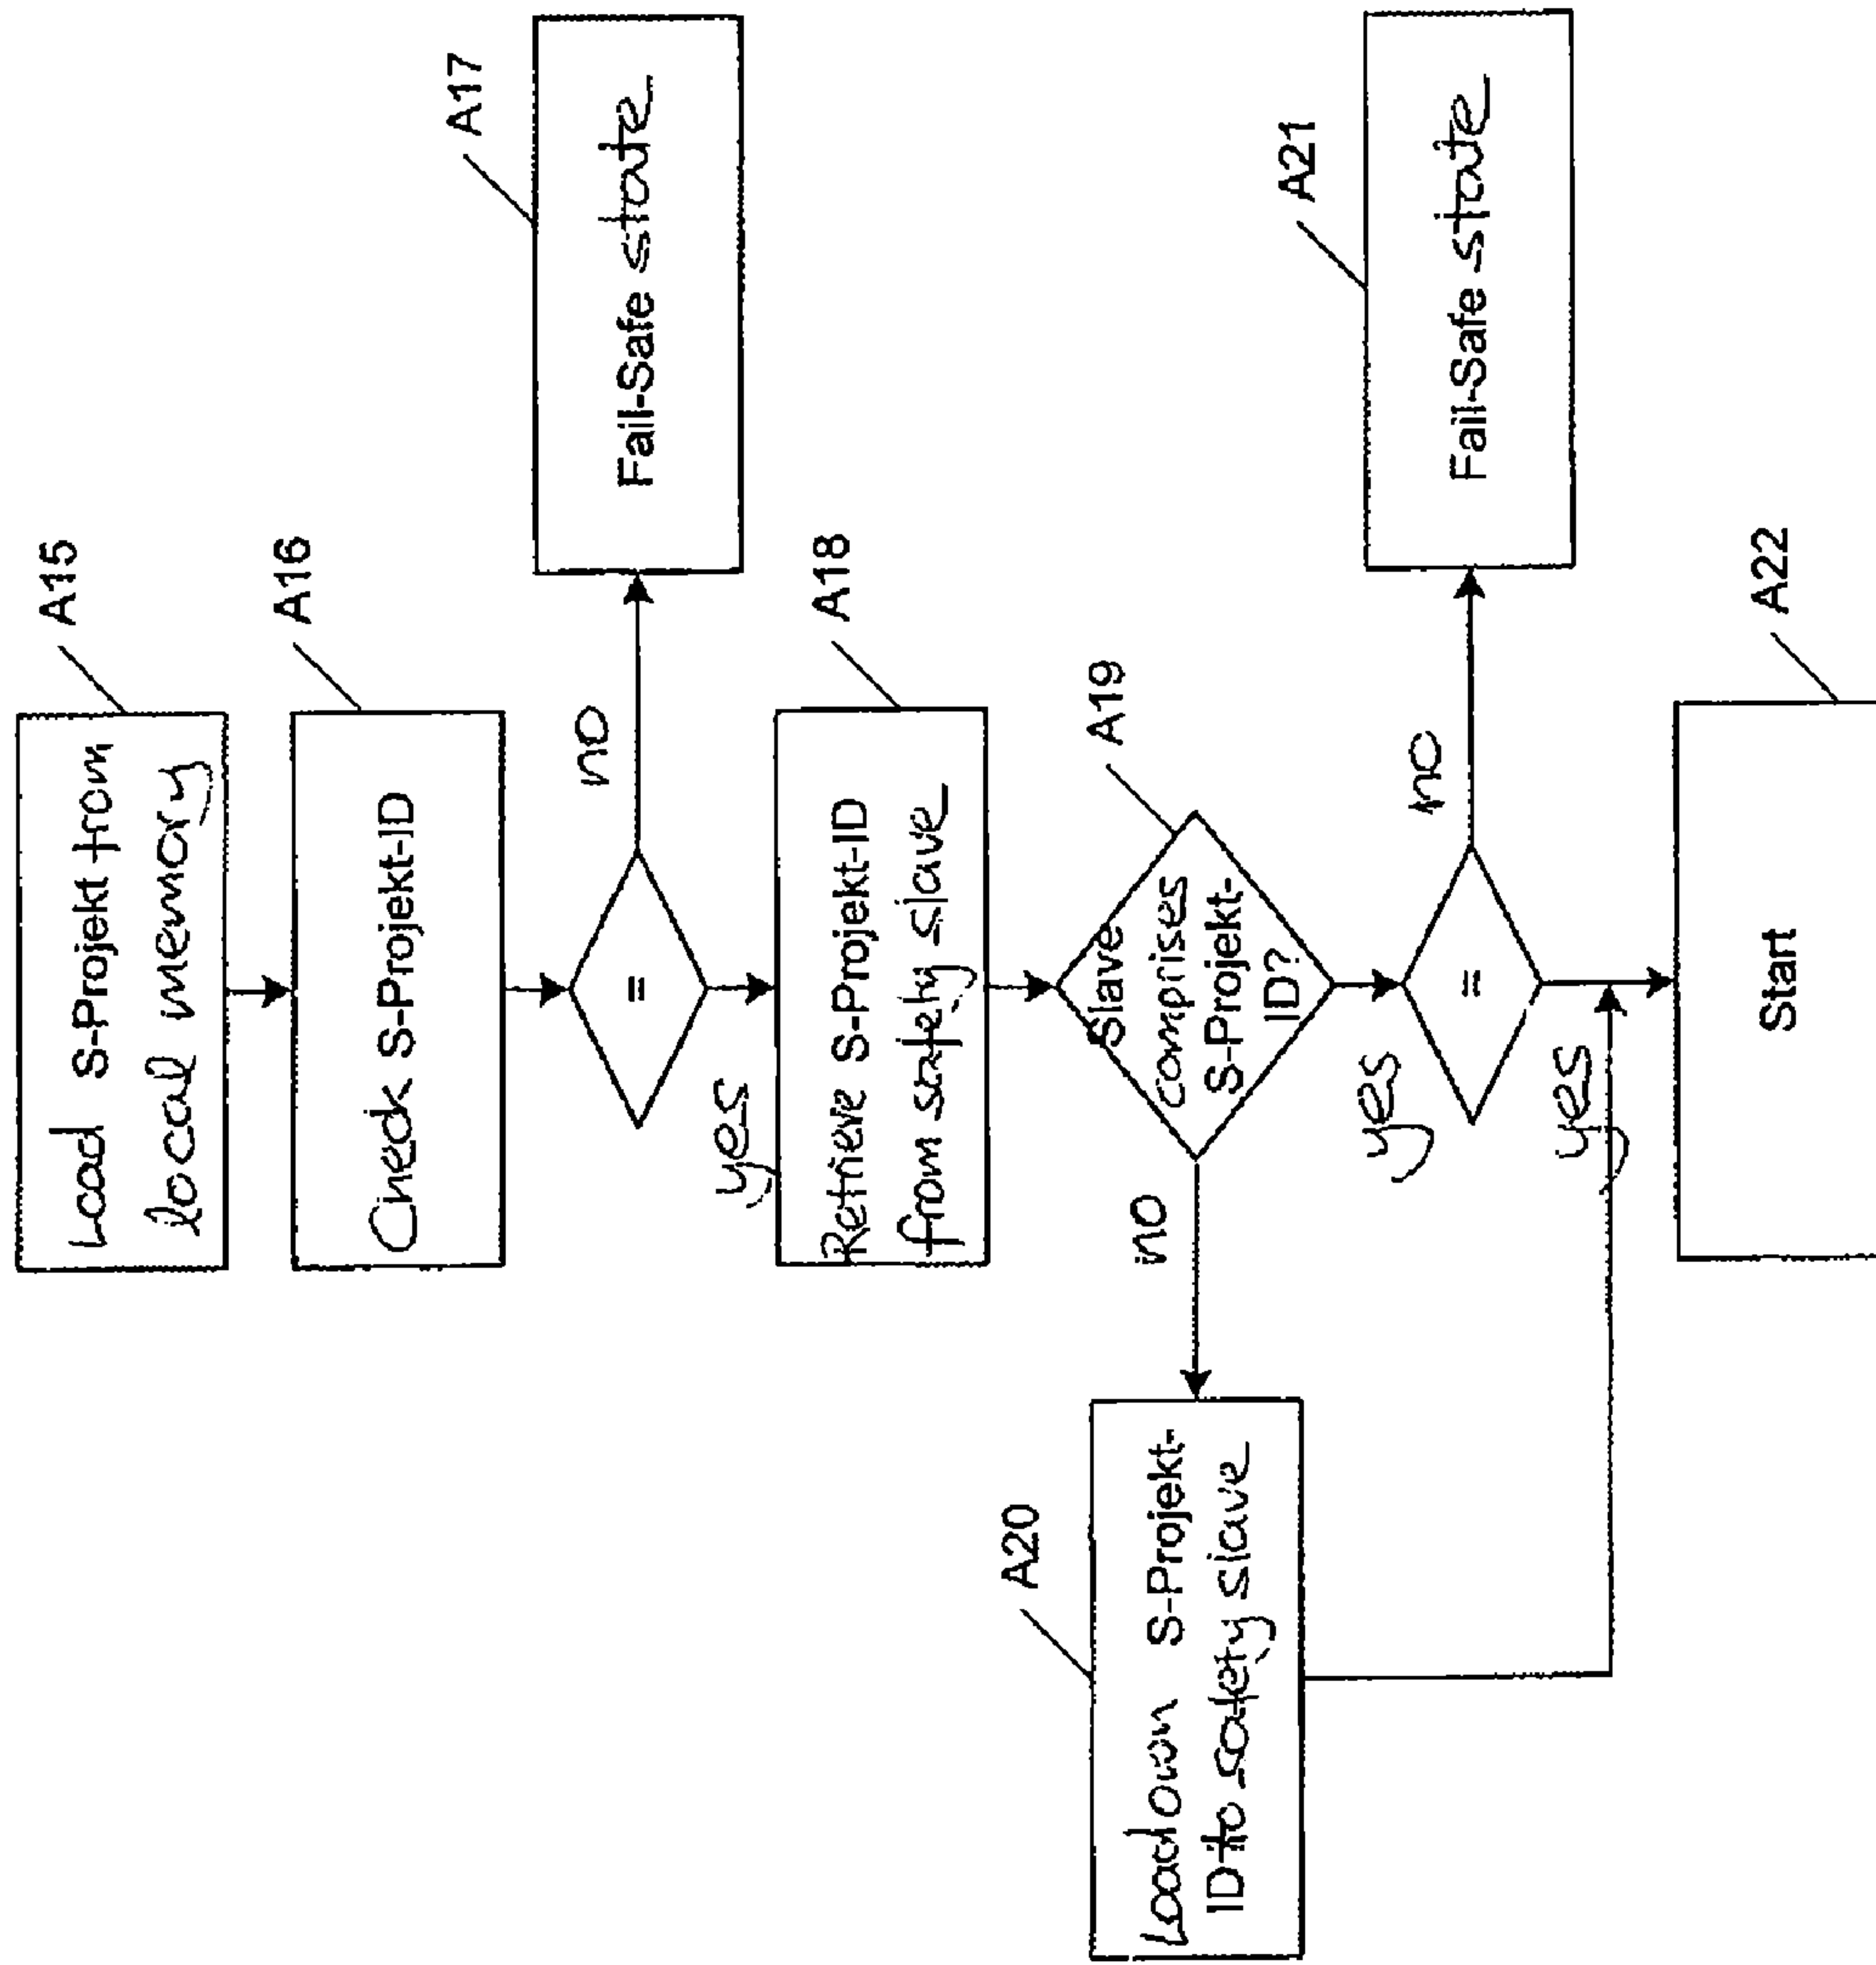 A15
Load S-Projekt from
local memory
A16
Check S-Projekt-ID
=
no
A17
Fail-Safe state
yes
A18
Retrieve S-Projekt-ID
from safety slave
A19
Slave
comprises
S-Projekt-
ID?
no
A20
Load own S-Projekt-
ID to safety slave
yes
=
no
A21
Fail-Safe state
yes
A22
Start